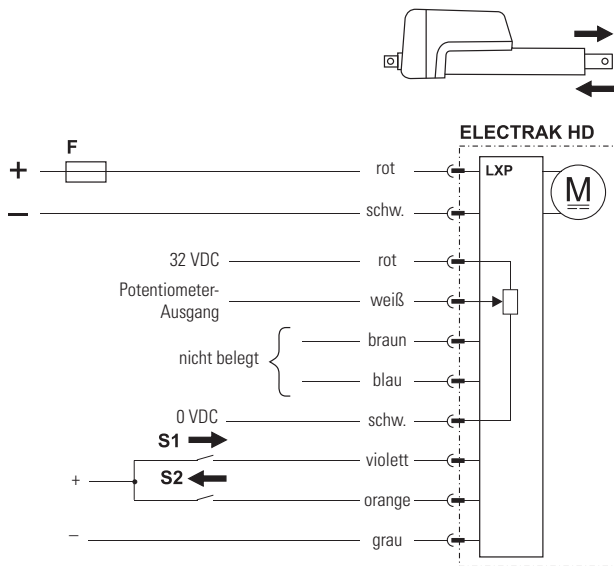 ELECTRAK HD
F
+ rot LXP
M
– schw.
32 VDC rot
Potentiometer-
Ausgang
weiß
braun
nicht belegt
blau
0 VDC schw.
S1
violett
+ S2
orange
– grau